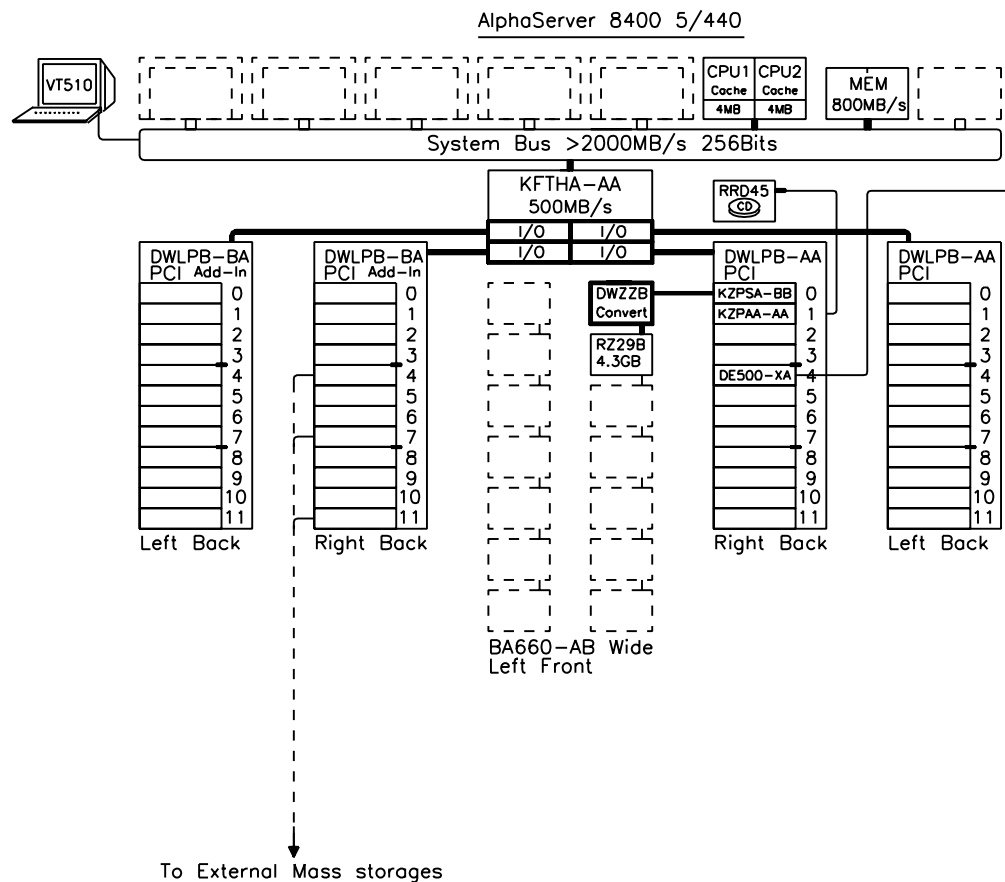 AlphaServer 8400 5/440
VT510
CPU1
Cache
4MB
CPU2
Cache
4MB
MEM
800MB/s
System Bus >2000MB/s 256Bits
KFTHA-AA
500MB/s
I/O
I/O
I/O
I/O
RRD45
CD
DWLPB-BA
PCI Add-In
0
1
2
3
4
5
6
7
8
9
10
11
Left Back
DWLPB-BA
PCI Add-In
0
1
2
3
4
5
6
7
8
9
10
11
Right Back
DWZZB
Convert
RZ29B
4.3GB
BA660-AB Wide
Left Front
DWLPB-AA
PCI
KZPSA-BB 0
KZPAA-AA 1
2
3
DE500-XA 4
5
6
7
8
9
10
11
Right Back
DWLPB-AA
PCI
0
1
2
3
4
5
6
7
8
9
10
11
Left Back
To External Mass storages